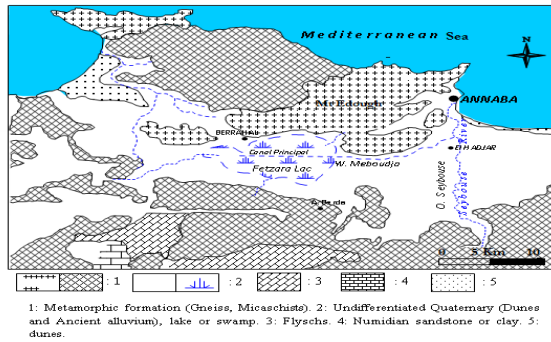 Mediterranean Sea
N
ANNABA
Mt Edough
BERRAHAL
Canal Principal
EL HADJAR
W. Meboudja
Fetzara Lac
O. Seybouse
Seybouse
A. Berda
0 5 Km 10
: 1 : 2 : 3 : 4 : 5
1: Metamorphic formation (Gneiss, Micaschists). 2: Undifferentiated Quaternary (Dunes
and Ancient alluvium), lake or swamp. 3: Flyschs. 4: Numidian sandstone or clay. 5:
dunes.